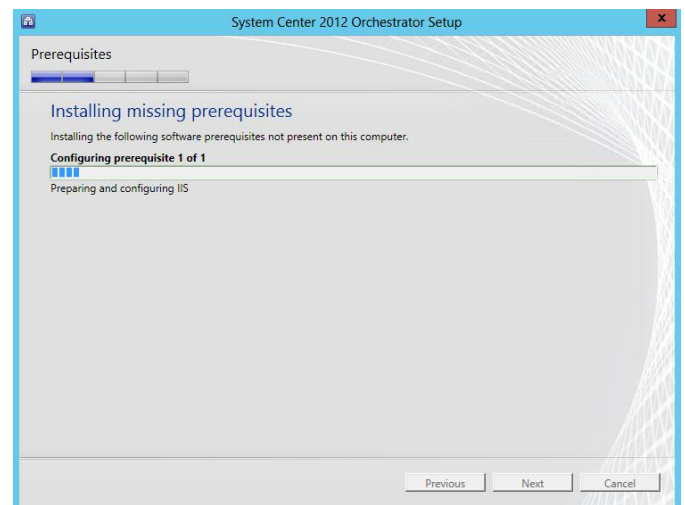 System Center 2012 Orchestrator Setup
x
Prerequisites
Installing missing prerequisites
Installing the following software prerequisites not present on this computer.
Configuring prerequisite 1 of 1
Preparing and configuring IIS
Previous Next Cancel